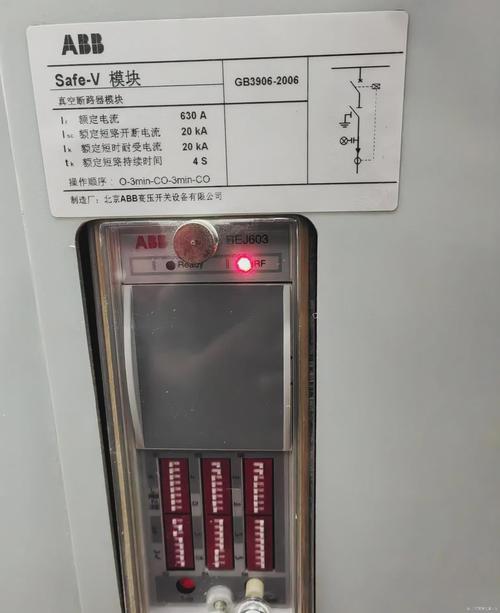 ABB
Safe-V 模块
GB3906-2006
真空断路器模块
Ir 额定电流 630 A
Isc 额定短路开断电流 20 kA
Ik 额定短时耐受电流 20 kA
tk 额定短路持续时间 4 S
操作顺序: O-3min-CO-3min-CO
制造厂: 北京ABB高压开关设备有限公司
ABB REJ603
Ready IRF